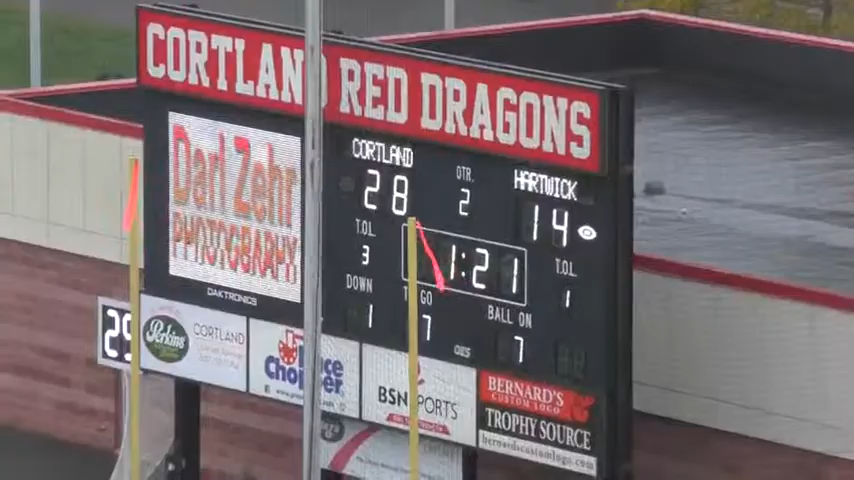 CORTLAND RED DRAGONS
Darl Zehr
PHOTOGRAPHY
DAKTRONICS
CORTLAND
28
QTR.
2
HARTWICK
14
T.O.L.
3
1:21
T.O.L.
1
DOWN
1
GO
7
BALL ON
7
29
Perkins
CORTLAND
Price
Chopper
BSN SPORTS
BERNARD'S
CUSTOM LOGO
TROPHY SOURCE
bernardscustomlogo.com